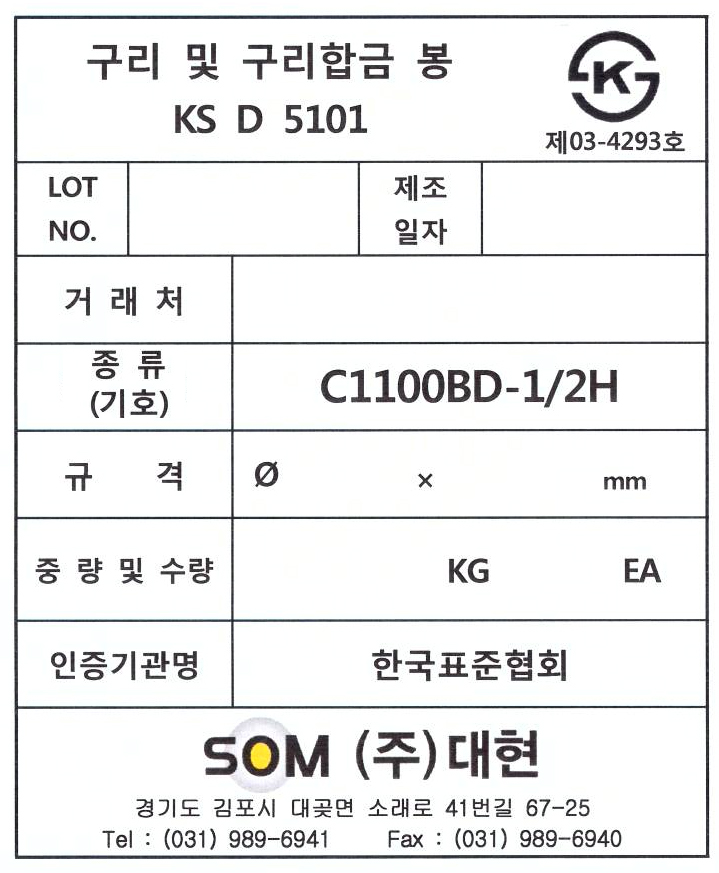 구리 및 구리합금 봉
KS D 5101
제03-4293호
LOT NO.
제조 일자
거 래 처
종 류 (기호)
C1100BD-1/2H
규 격
Ø × mm
중 량 및 수량
KG EA
인증기관명
한국표준협회
SOM (주)대현
경기도 김포시 대곶면 소래로 41번길 67-25
Tel : (031) 989-6941 Fax : (031) 989-6940